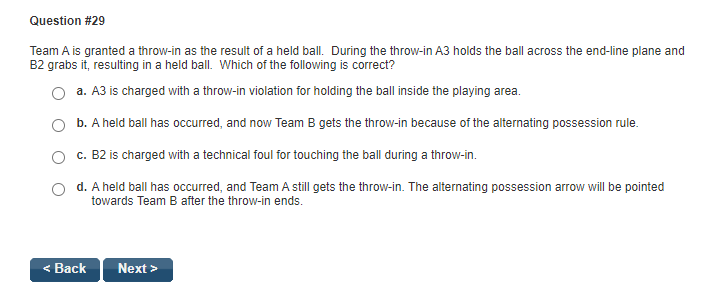 Question #29
Team A is granted a throw-in as the result of a held ball. During the throw-in A3 holds the ball across the end-line plane and
B2 grabs it, resulting in a held ball. Which of the following is correct?
a. A3 is charged with a throw-in violation for holding the ball inside the playing area.
b. A held ball has occurred, and now Team B gets the throw-in because of the alternating possession rule.
c. B2 is charged with a technical foul for touching the ball during a throw-in.
d. A held ball has occurred, and Team A still gets the throw-in. The alternating possession arrow will be pointed
towards Team B after the throw-in ends.
< Back Next >